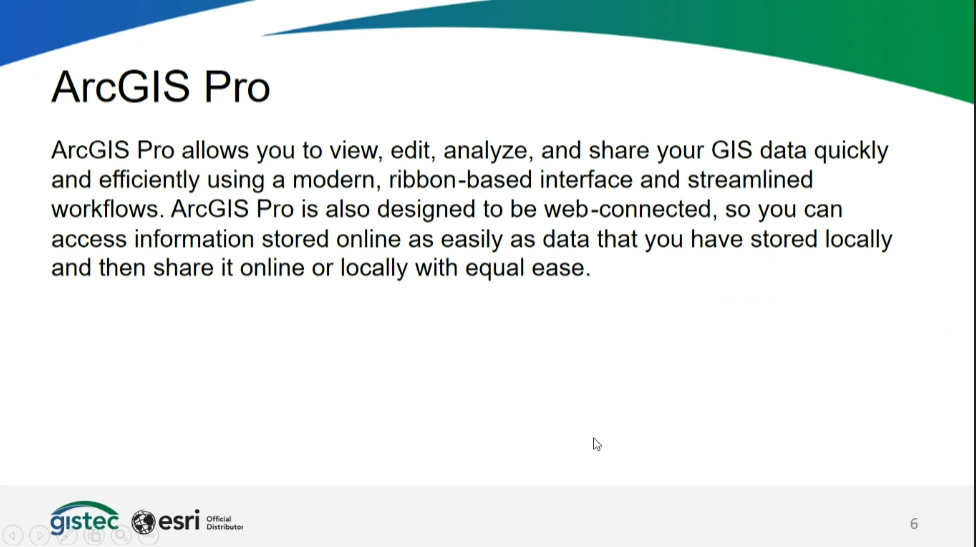 ArcGIS Pro
ArcGIS Pro allows you to view, edit, analyze, and share your GIS data quickly
and efficiently using a modern, ribbon-based interface and streamlined
workflows. ArcGIS Pro is also designed to be web-connected, so you can
access information stored online as easily as data that you have stored locally
and then share it online or locally with equal ease.
gistec esri Official
Distributor
6